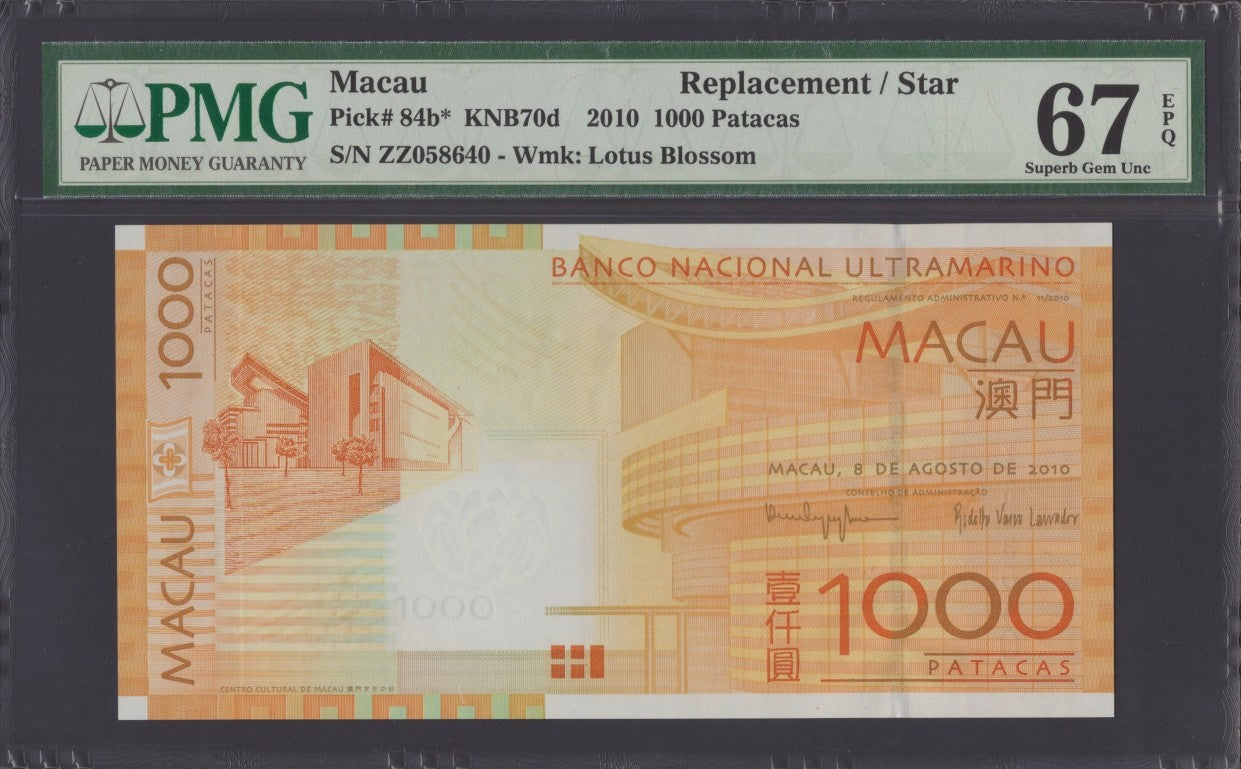 PMG
PAPER MONEY GUARANTY
Macau Replacement / Star
Pick# 84b* KNB70d 2010 1000 Patacas
S/N ZZ058640 - Wmk: Lotus Blossom
67
EPQ
Superb Gem Unc
1000
PATACAS
MACAU
BANCO NACIONAL ULTRAMARINO
REGULAMENTO ADMINISTRATIVO N.º 11/2010
MACAU
澳門
MACAU, 8 DE AGOSTO DE 2010
CONSELHO DE ADMINISTRAÇÃO
1000
壹仟圓
1000
PATACAS
CENTRO CULTURAL DE MACAU 澳門文化中心